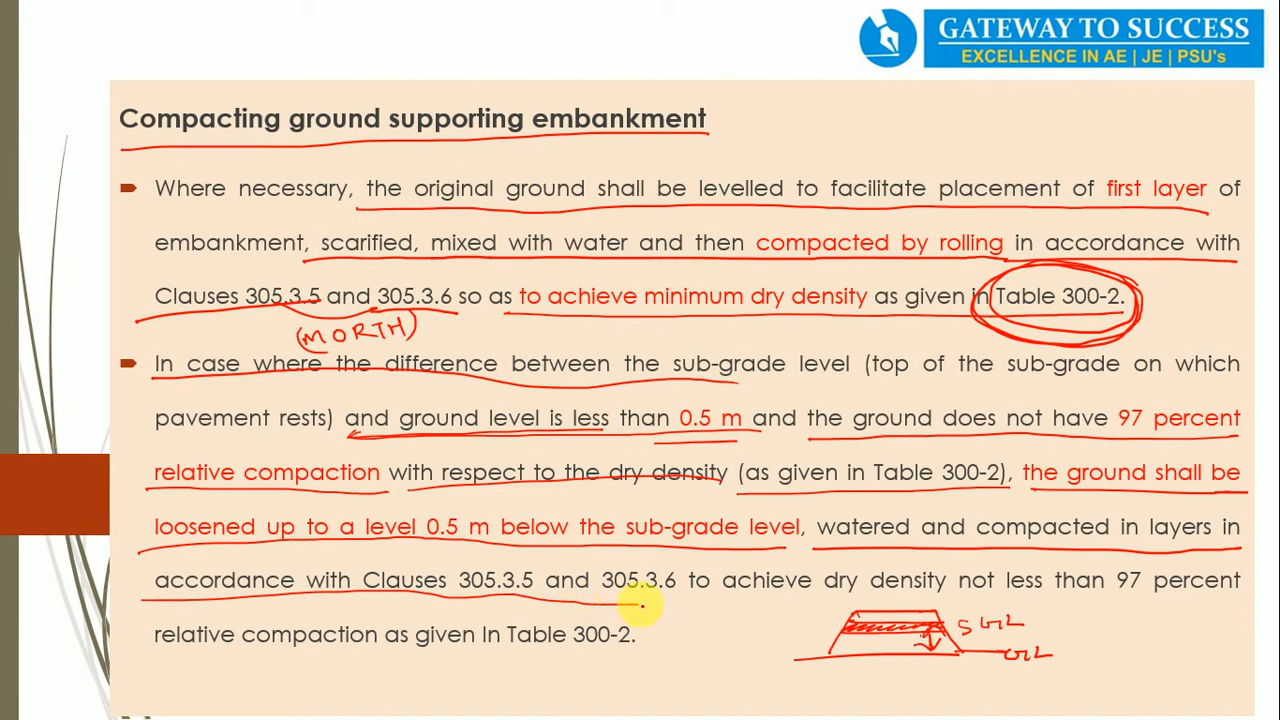 GATEWAY TO SUCCESS
EXCELLENCE IN AE | JE | PSU's
Compacting ground supporting embankment
Where necessary, the original ground shall be levelled to facilitate placement of first layer of
embankment, scarified, mixed with water and then compacted by rolling in accordance with
Clauses 305.3.5 and 305.3.6 so as to achieve minimum dry density as given in Table 300-2.
(MORTH)
In case where the difference between the sub-grade level (top of the sub-grade on which
pavement rests) and ground level is less than 0.5 m and the ground does not have 97 percent
relative compaction with respect to the dry density (as given in Table 300-2), the ground shall be
loosened up to a level 0.5 m below the sub-grade level, watered and compacted in layers in
accordance with Clauses 305.3.5 and 305.3.6 to achieve dry density not less than 97 percent
relative compaction as given In Table 300-2.
SGL
GL